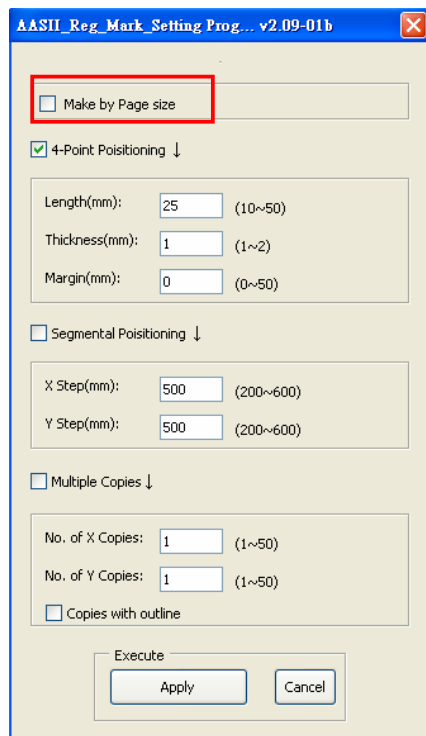 AASII_Reg_Mark_Setting Prog... v2.09-01b
Make by Page size
4-Point Poisitioning ↓
Length(mm): 25 (10~50)
Thickness(mm): 1 (1~2)
Margin(mm): 0 (0~50)
Segmental Poisitioning ↓
X Step(mm): 500 (200~600)
Y Step(mm): 500 (200~600)
Multiple Copies ↓
No. of X Copies: 1 (1~50)
No. of Y Copies: 1 (1~50)
Copies with outline
Execute
Apply Cancel